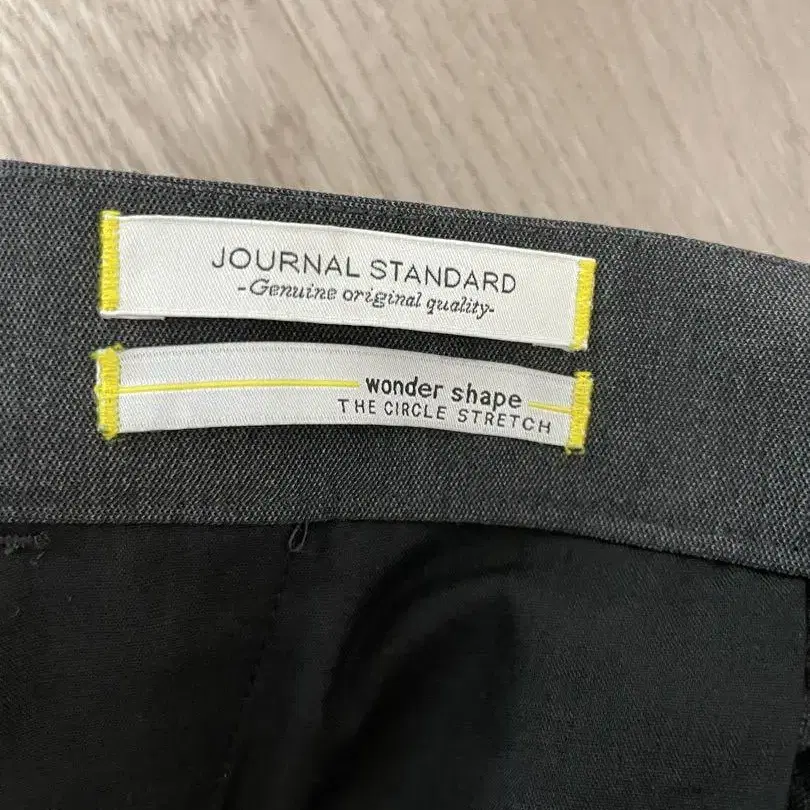 JOURNAL STANDARD
-Genuine original quality-
wonder shape
THE CIRCLE STRETCH